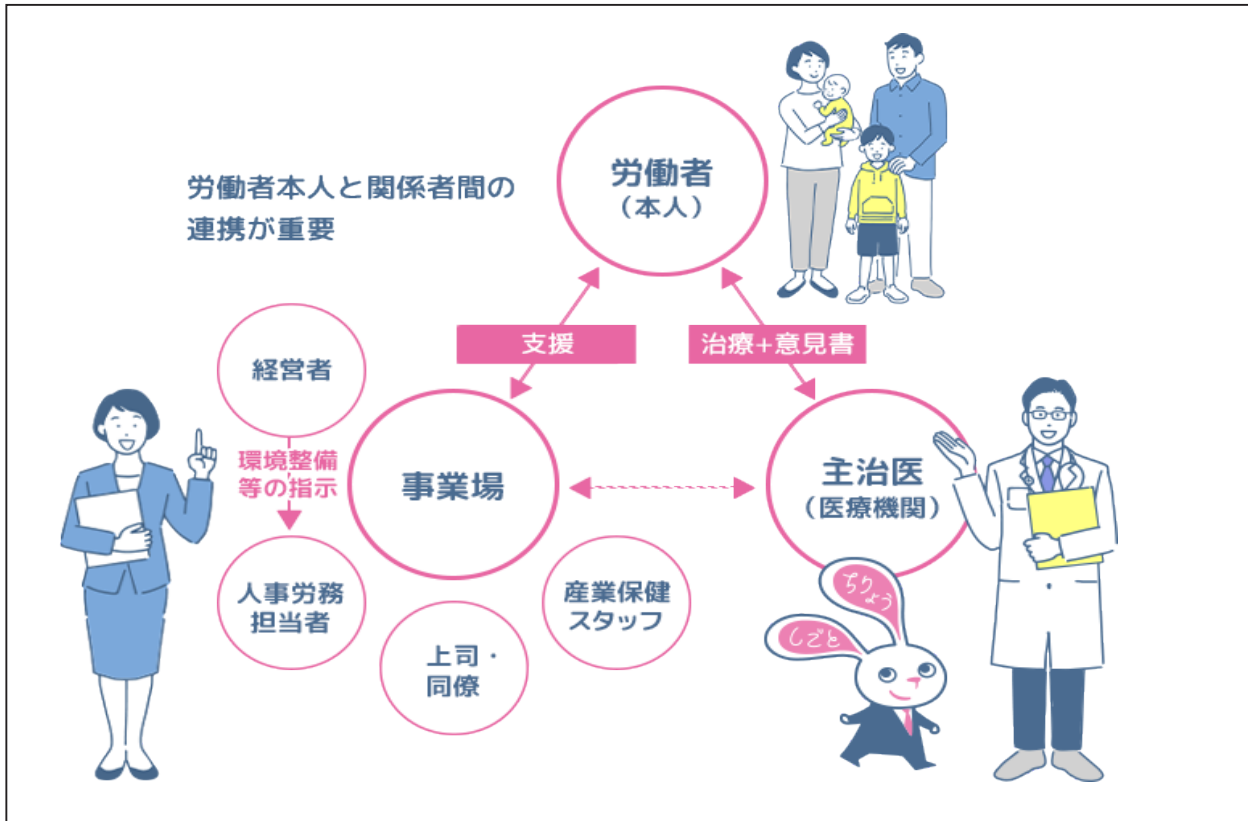 労働者本人と関係者間の
連携が重要
労働者
（本人）
支援
治療+意見書
経営者
環境整備
等の指示
人事労務
担当者
事業場
上司・
同僚
産業保健
スタッフ
主治医
（医療機関）
ちりょう
しごと